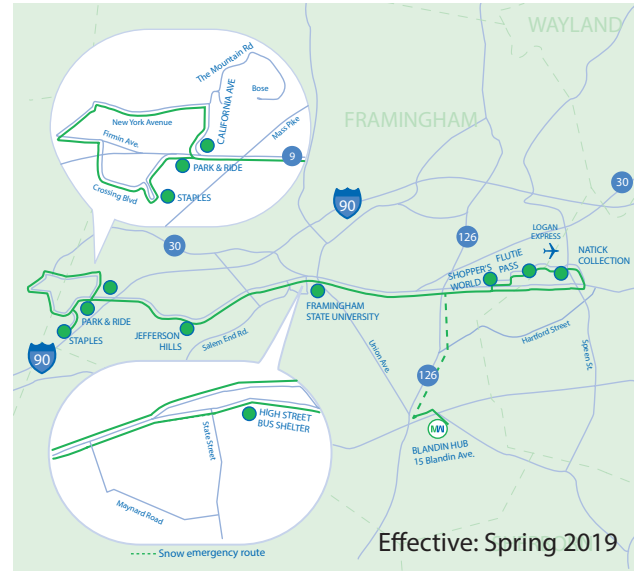 WAYLAND
The Mountain Rd
Bose
CALIFORNIA AVE
New York Avenue
Firmin Ave.
Mass Pike
FRAMINGHAM
9
PARK & RIDE
Crossing Blvd
STAPLES
30
90
30
126
LOGAN
EXPRESS
FLUTIE
PASS
SHOPPER'S
WORLD
NATICK
COLLECTION
PARK & RIDE
STAPLES
90
JEFFERSON
HILLS
Salem End Rd.
FRAMINGHAM
STATE UNIVERSITY
Union Ave.
Hartford Street
Speen St.
126
HIGH STREET
BUS SHELTER
State Street
Maynard Road
BLANDIN HUB
15 Blandin Ave.
Snow emergency route
Effective: Spring 2019